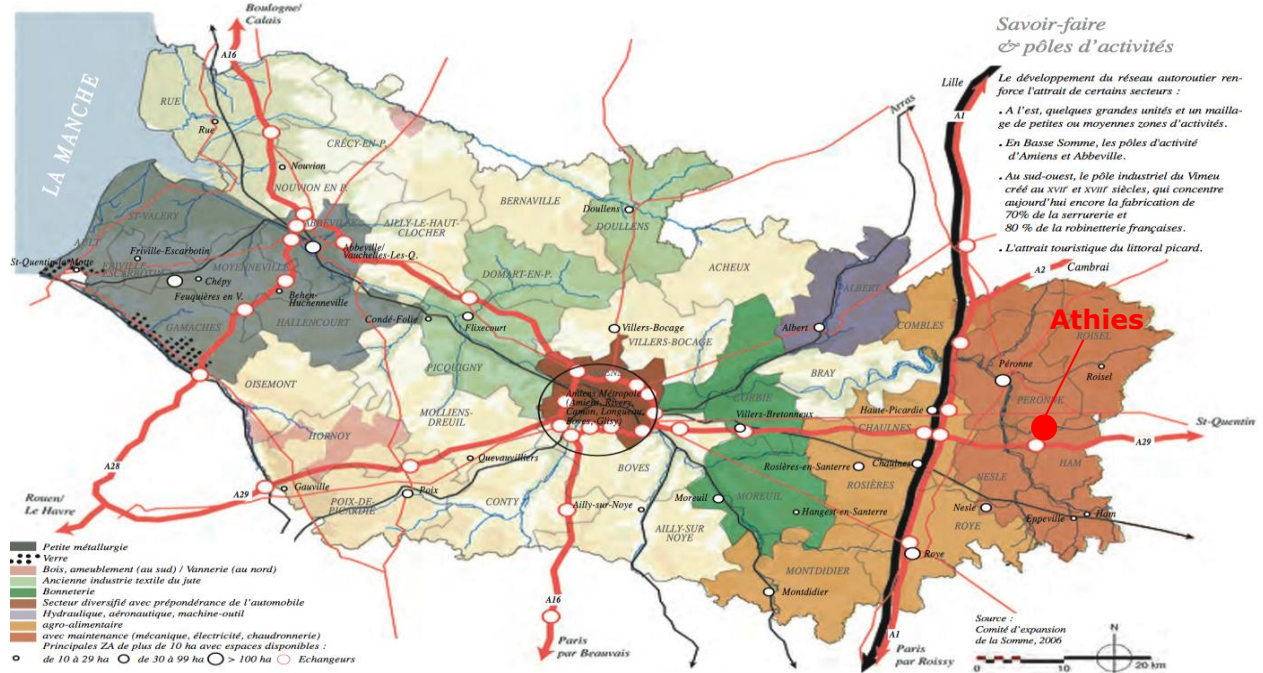 Savoir-faire
& pôles d'activités
Le développement du réseau autoroutier ren-
force l'attrait de certains secteurs :
. A l'est, quelques grandes unités et un mailla-
ge de petites ou moyennes zones d'activités.
. En Basse Somme, les pôles d'activité
d'Amiens et Abbeville.
. Au sud-ouest, le pôle industriel du Vimeu
créé au XVIIe et XVIIIe siècles, qui concentre
aujourd'hui encore la fabrication de
70% de la serrurerie et
80 % de la robinetterie françaises.
. L'attrait touristique du littoral picard.
Boulogne/
Calais
A16
LA MANCHE
RUE
Rue
CRÉCY-EN-P.
Nouvion
NOUVION EN P.
Arras
Lille
A1
BERNAVILLE
Doullens
DOULLENS
ST-VALERY
ABBEVILLE
AILLY-LE-HAUT-
CLOCHER
AULT
Friville-Escarbotin
Abbeville/
Vauchelles-Les-Q.
St-Quentin-la-Motte
FRIVILLE
ESCARBOTIN
MOYENNEVILLE
Chépy
Feuquières en V.
Behen-
Huchenneville
DOMART-EN-P.
ACHEUX
ALBERT
A2
Cambrai
Athies
ROISEL
GAMACHES
HALLENCOURT
Condé-Folie
Flixecourt
Villers-Bocage
VILLERS-BOCAGE
Albert
COMBLES
PICQUIGNY
AMIENS
BRAY
Péronne
Roisel
OISEMONT
Amiens Métropole
(Amiens, Rivery,
Camon, Longueau,
Boves, Glisy)
CORBIE
PERONNE
MOLLIENS-
DREUIL
Villers-Bretonneux
Haute-Picardie
CHAULNES
St-Quentin
A29
HORNOY
Quevauvilliers
BOVES
Rosières-en-Santerre
Chaulnes
HAM
A28
ROSIÈRES
NESLE
Rouen/
Le Havre
A29
Gauville
POIX-DE-
PICARDIE
Poix
CONTY
Ailly-sur-Noye
Moreuil
MOREUIL
Hangest-en-Santerre
Nesle
Eppeville
Ham
AILLY-SUR
NOYE
ROYE
Roye
MONTDIDIER
Montdidier
A16
Paris
par Beauvais
A1
Paris
par Roissy
Petite métallurgie
Verre
Bois, ameublement (au sud) / Vannerie (au nord)
Ancienne industrie textile du jute
Bonneterie
Secteur diversifié avec prépondérance de l'automobile
Hydraulique, aéronautique, machine-outil
agro-alimentaire
avec maintenance (mécanique, électricité, chaudronnerie)
Principales ZA de plus de 10 ha avec espaces disponibles :
de 10 à 29 ha de 30 à 99 ha > 100 ha Echangeurs
Source :
Comité d'expansion
de la Somme, 2006
N
0 10 20 km